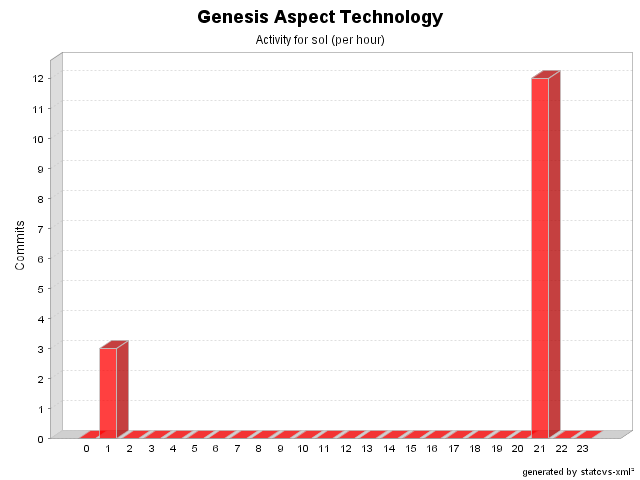 Genesis Aspect Technology
Activity for sol (per hour)
12
11
10
9
8
7
6
5
4
3
2
1
0
Commits
0 1 2 3 4 5 6 7 8 9 10 11 12 13 14 15 16 17 18 19 20 21 22 23
generated by statcvs-xml²